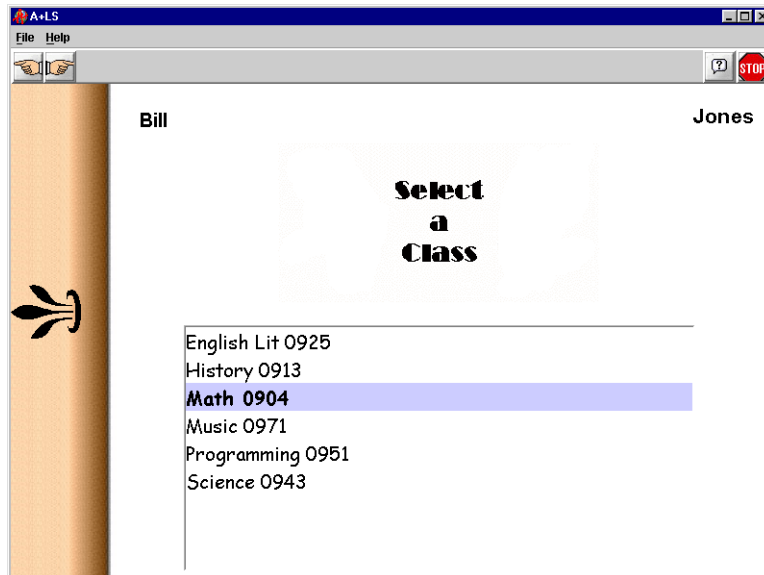 A+LS
File Help
STOP
Bill
Jones
Select
a
Class
English Lit 0925
History 0913
Math 0904
Music 0971
Programming 0951
Science 0943